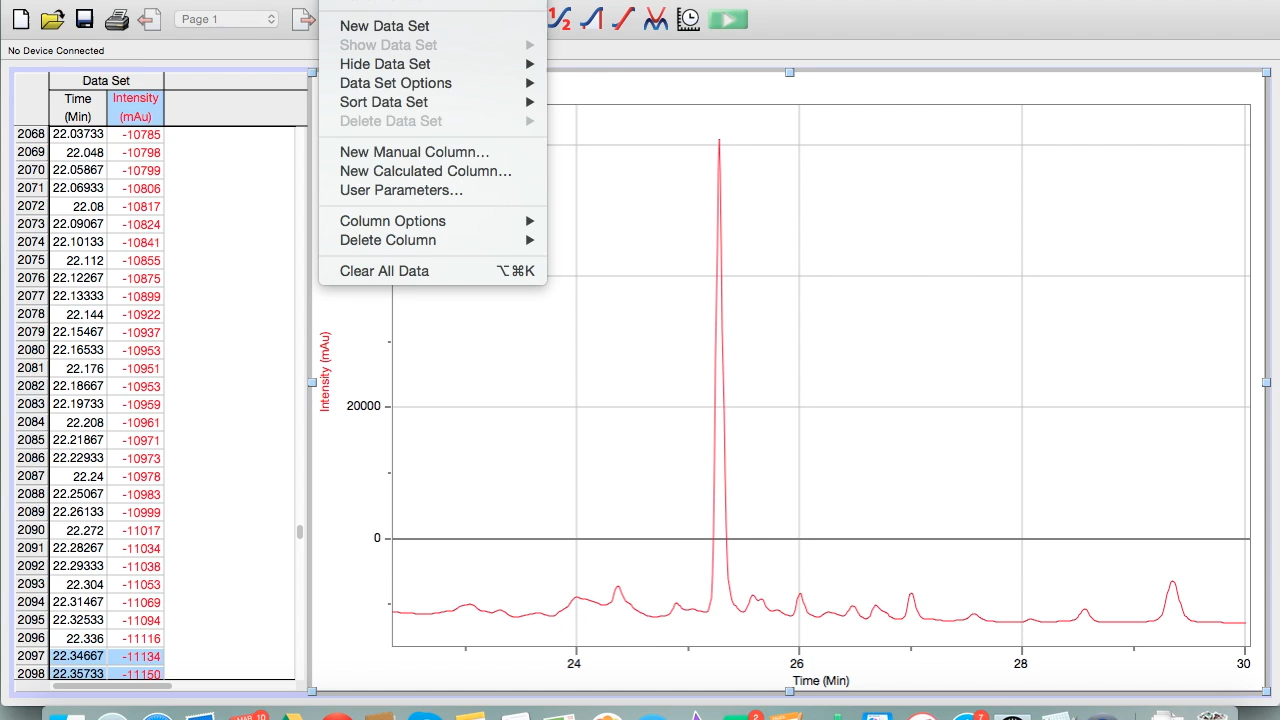 Page 1
1/2
No Device Connected
Data Set
Time Intensity
(Min) (mAu)
2068 22.03733 -10785
2069 22.048 -10798
2070 22.05867 -10799
2071 22.06933 -10806
2072 22.08 -10817
2073 22.09067 -10824
2074 22.10133 -10841
2075 22.112 -10855
2076 22.12267 -10875
2077 22.13333 -10899
2078 22.144 -10922
2079 22.15467 -10937
2080 22.16533 -10953
2081 22.176 -10951
2082 22.18667 -10953
2083 22.19733 -10959
2084 22.208 -10961
2085 22.21867 -10971
2086 22.22933 -10973
2087 22.24 -10978
2088 22.25067 -10983
2089 22.26133 -10999
2090 22.272 -11017
2091 22.28267 -11034
2092 22.29333 -11038
2093 22.304 -11053
2094 22.31467 -11069
2095 22.32533 -11094
2096 22.336 -11116
2097 22.34667 -11134
2098 22.35733 -11150
New Data Set
Show Data Set
Hide Data Set
Data Set Options
Sort Data Set
Delete Data Set
New Manual Column...
New Calculated Column...
User Parameters...
Column Options
Delete Column
Clear All Data ⌥⌘K
Intensity (mAu)
20000
0
24 26 28 30
Time (Min)
MAR 10
2
7